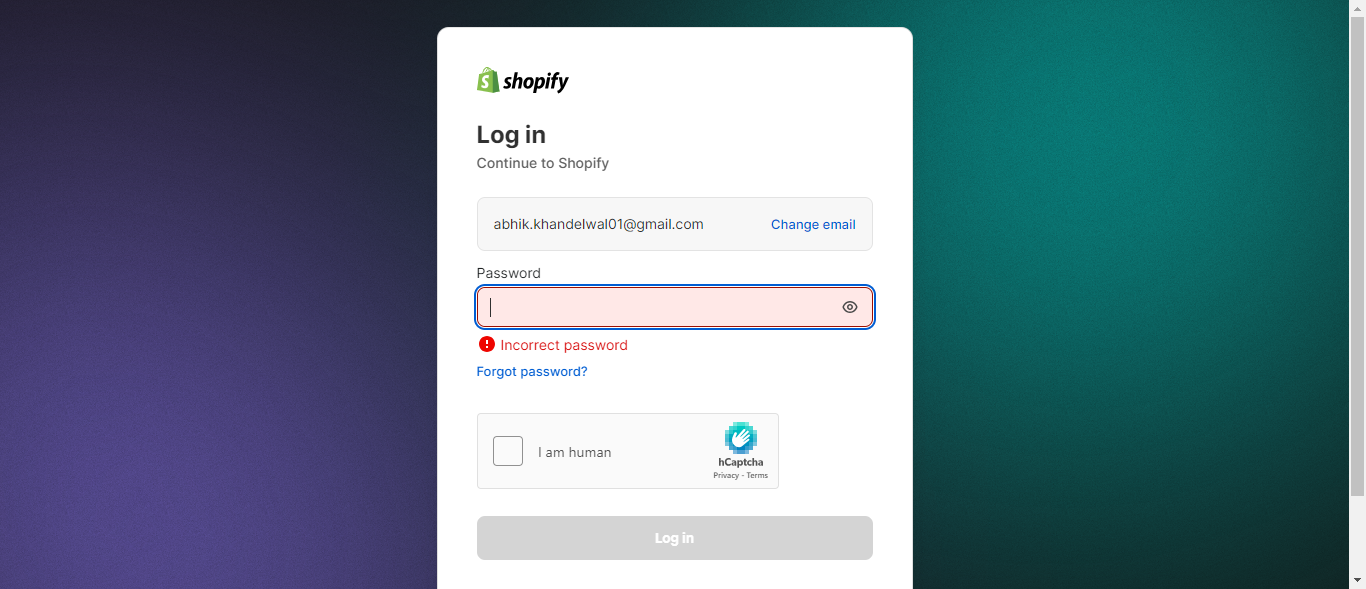 shopify
Log in
Continue to Shopify
abhik.khandelwal01@gmail.com Change email
Password
Incorrect password
Forgot password?
I am human
hCaptcha
Privacy - Terms
Log in